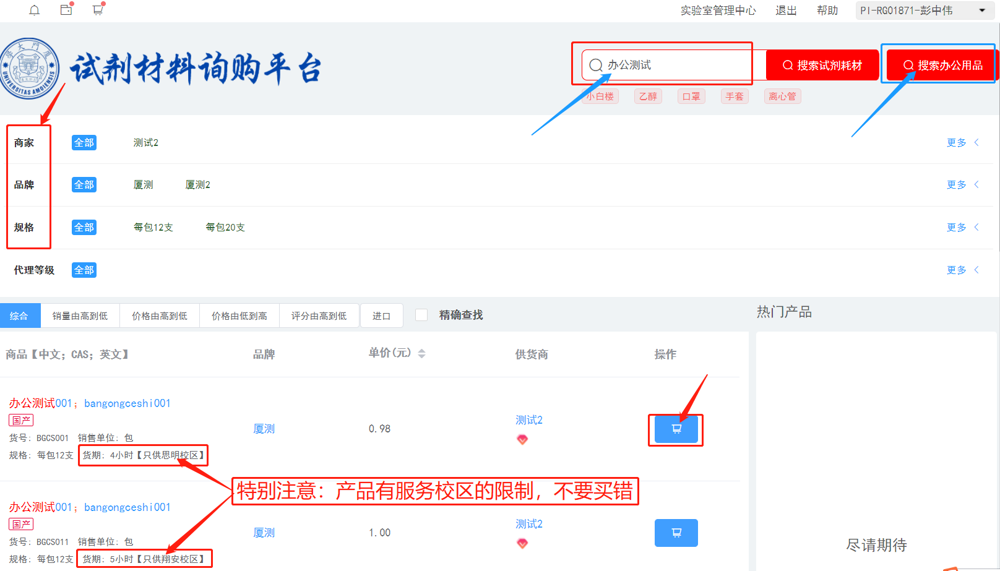 实验室管理中心 退出 帮助 PI-RG01871-彭中伟
廈門大學
UNIVERSITAS AMOIENSIS
试剂材料询购平台
办公测试 搜索试剂耗材 搜索办公用品
小白楼 乙醇 口罩 手套 离心管
商家 全部 测试2 更多
品牌 全部 厦测 厦测2 更多
规格 全部 每包12支 每包20支 更多
代理等级 全部 更多
综合 销量由高到低 价格由高到低 价格由低到高 评分由高到低 进口 精确查找
热门产品
商品【中文；CAS；英文】 品牌 单价(元) 供货商 操作
办公测试001；bangongceshi001
国产
货号：BGCS001 销售单位：包
规格：每包12支 货期：4小时【只供思明校区】
厦测 0.98 测试2
特别注意：产品有服务校区的限制，不要买错
办公测试001；bangongceshi001
国产
货号：BGCS011 销售单位：包
规格：每包12支 货期：5小时【只供翔安校区】
厦测 1.00 测试2
尽请期待